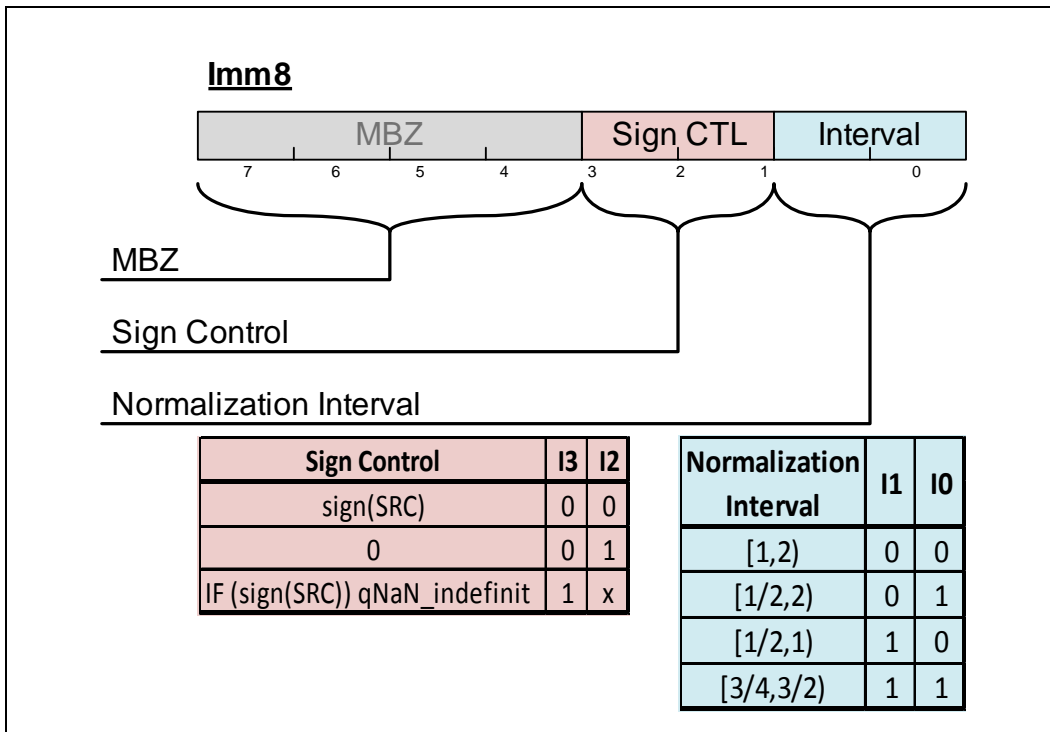 Imm8
MBZ Sign CTL Interval
7 6 5 4 3 2 1 0
MBZ
Sign Control
Normalization Interval
Sign Control I3 I2
sign(SRC) 0 0
0 0 1
IF (sign(SRC)) qNaN_indefinit 1 x
Normalization
Interval I1 I0
[1,2) 0 0
[1/2,2) 0 1
[1/2,1) 1 0
[3/4,3/2) 1 1